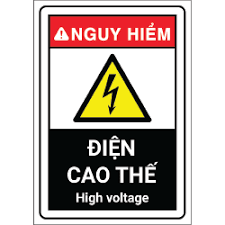 NGUY HIỂM
ĐIỆN
CAO THẾ
High voltage